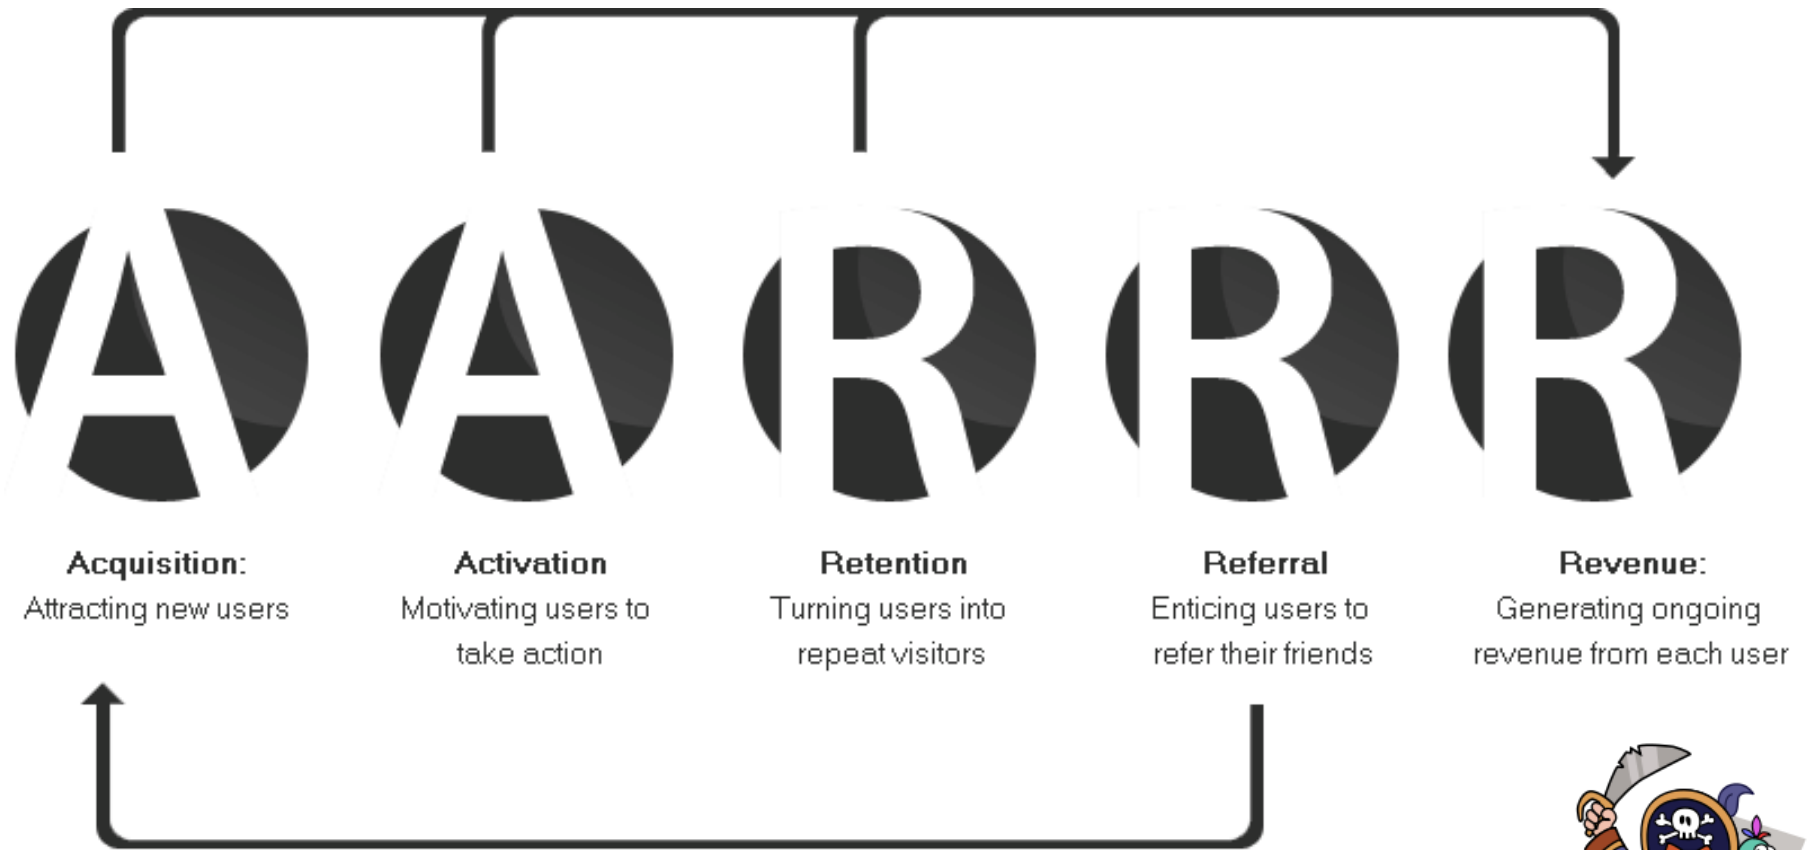 A A R R R
Acquisition:
Attracting new users
Activation
Motivating users to
take action
Retention
Turning users into
repeat visitors
Referral
Enticing users to
refer their friends
Revenue:
Generating ongoing
revenue from each user